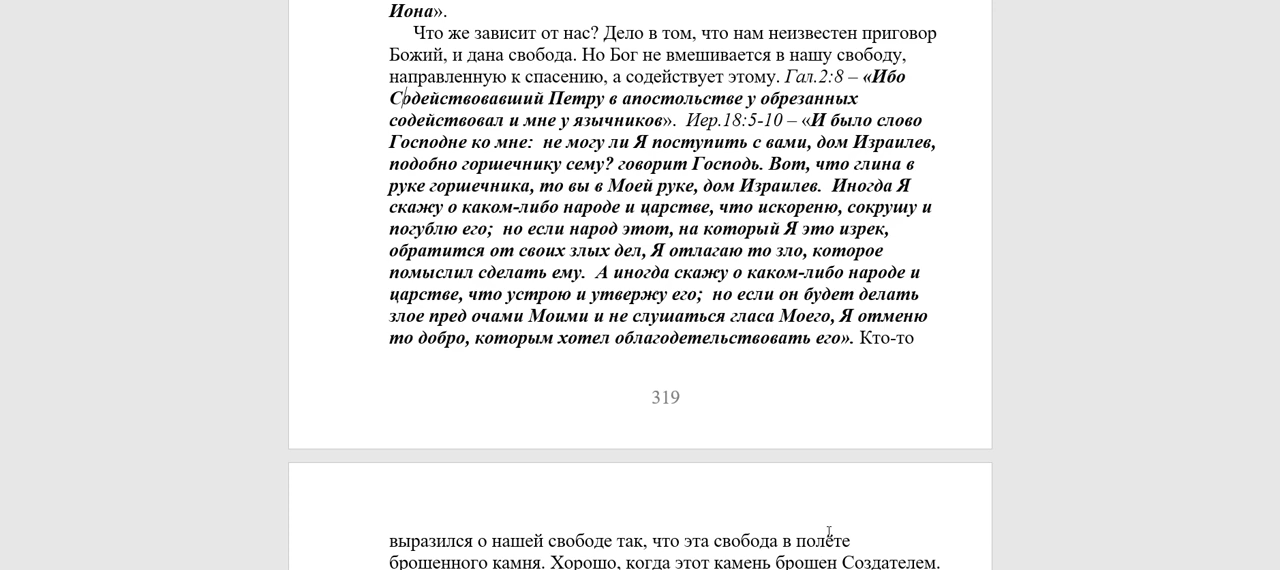 Иона».
Что же зависит от нас? Дело в том, что нам неизвестен приговор
Божий, и дана свобода. Но Бог не вмешивается в нашу свободу,
направленную к спасению, а содействует этому. Гал.2:8 – «Ибо
Содействовавший Петру в апостольстве у обрезанных
содействовал и мне у язычников».  Иер.18:5-10 – «И было слово
Господне ко мне:  не могу ли Я поступить с вами, дом Израилев,
подобно горшечнику сему? говорит Господь. Вот, что глина в
руке горшечника, то вы в Моей руке, дом Израилев.  Иногда Я
скажу о каком-либо народе и царстве, что искореню, сокрушу и
погублю его;  но если народ этот, на который Я это изрек,
обратится от своих злых дел, Я отлагаю то зло, которое
помыслил сделать ему.  А иногда скажу о каком-либо народе и
царстве, что устрою и утвержу его;  но если он будет делать
злое пред очами Моими и не слушаться гласа Моего, Я отменю
то добро, которым хотел облагодетельствовать его». Кто-то
319
выразился о нашей свободе так, что эта свобода в полёте
брошенного камня. Хорошо, когда этот камень брошен Создателем.